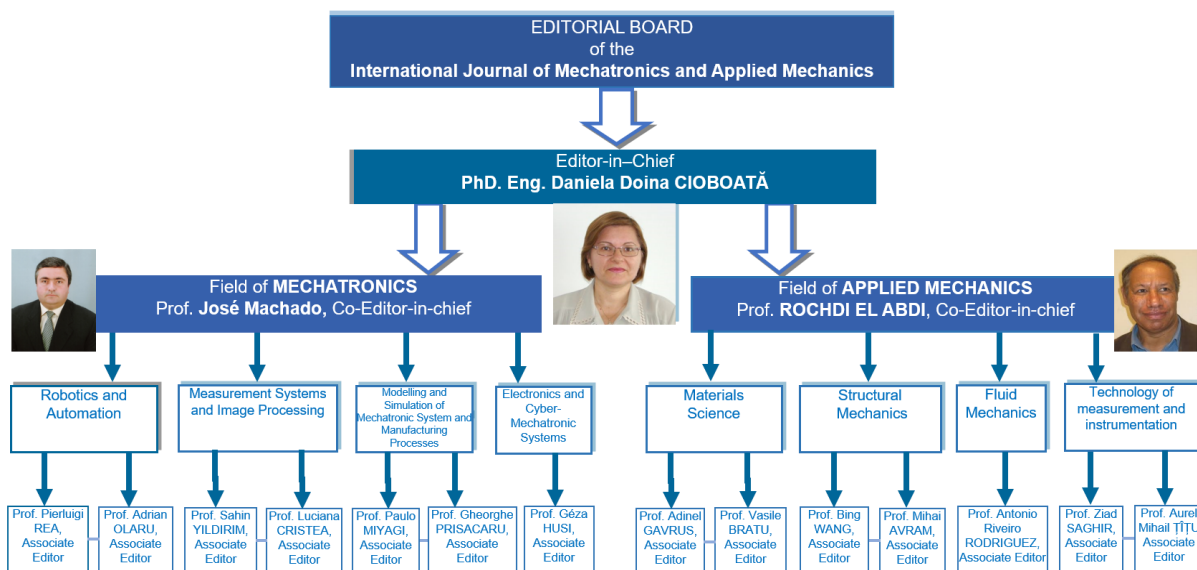 EDITORIAL BOARD
of the
International Journal of Mechatronics and Applied Mechanics
Editor-in–Chief
PhD. Eng. Daniela Doina CIOBOATĂ
Field of MECHATRONICS
Prof. José Machado, Co-Editor-in-chief
Field of APPLIED MECHANICS
Prof. ROCHDI EL ABDI, Co-Editor-in-chief
Robotics and
Automation
Measurement Systems
and Image Processing
Modelling and
Simulation of
Mechatronic System and
Manufacturing
Processes
Electronics and
Cyber-
Mechatronic
Systems
Materials
Science
Structural
Mechanics
Fluid
Mechanics
Technology of
measurement and
instrumentation
Prof. Pierluigi
REA,
Associate
Editor
Prof. Adrian
OLARU,
Associate
Editor
Prof. Sahin
YILDIRIM,
Associate
Editor
Prof. Luciana
CRISTEA,
Associate
Editor
Prof. Paulo
MIYAGI,
Associate
Editor
Prof. Gheorghe
PRISACARU,
Associate
Editor
Prof. Géza
HUSI,
Associate
Editor
Prof. Adinel
GAVRUS,
Associate
Editor
Prof. Vasile
BRATU,
Associate
Editor
Prof. Bing
WANG,
Associate
Editor
Prof. Mihai
AVRAM,
Associate
Editor
Prof. Antonio
Riveiro
RODRIGUEZ,
Associate Editor
Prof. Ziad
SAGHIR,
Associate
Editor
Prof. Aurel
Mihail ȚÎȚU
Associate
Editor